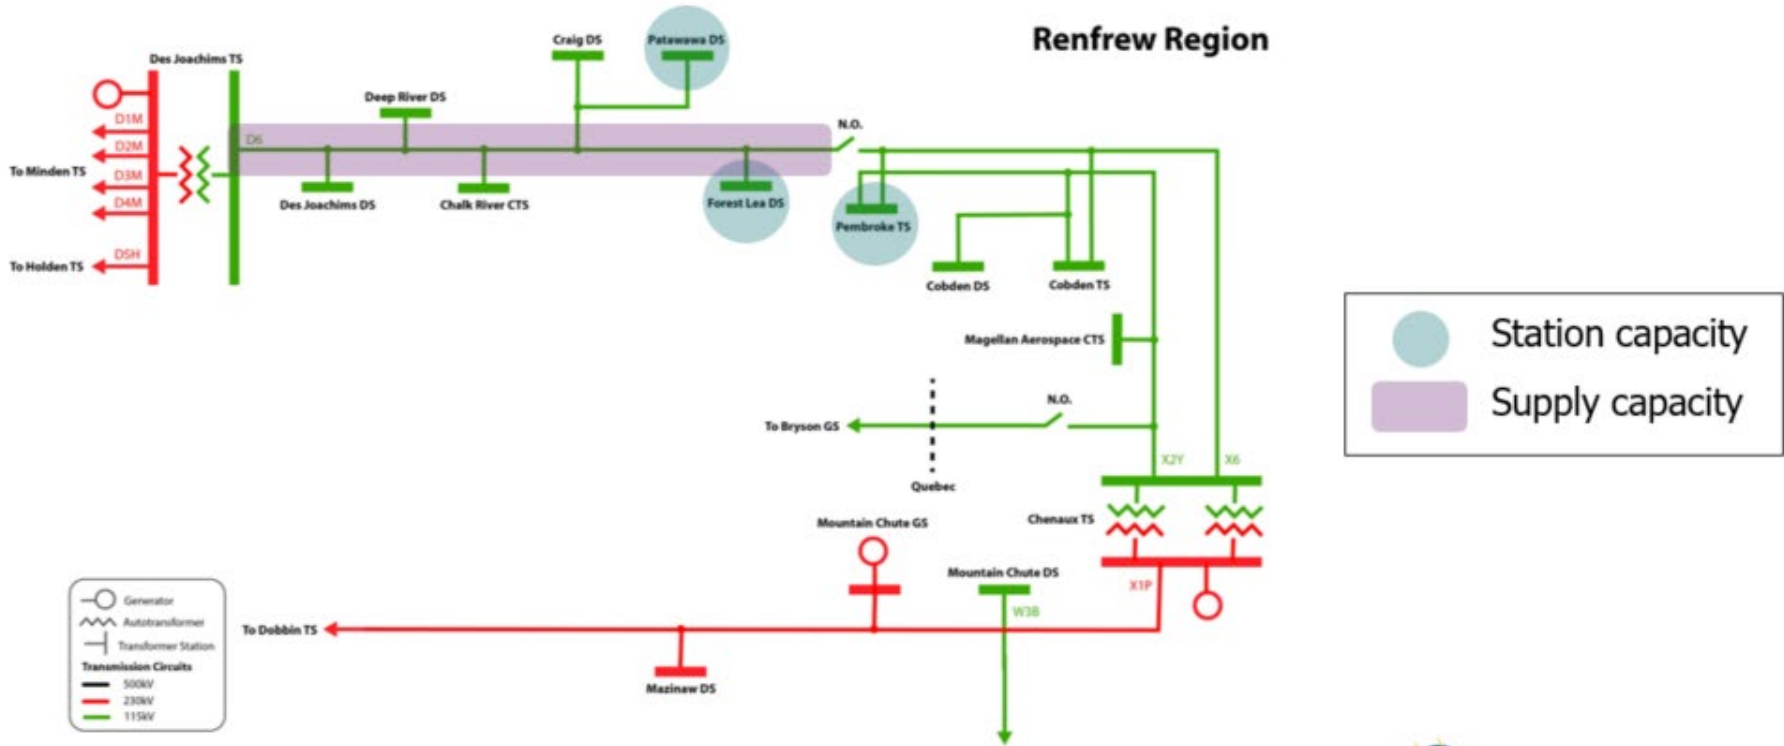 Renfrew Region
Craig DS
Patawawa DS
Des Joachims TS
Deep River DS
N.O.
D1M
D6
D2M
To Minden TS
D3M
D4M
Des Joachims DS
Chalk River CTS
Forest Lea DS
Pembroke TS
DSH
To Holden TS
Cobden DS
Cobden TS
Magellan Aerospace CTS
Station capacity
Supply capacity
N.O.
To Bryson GS
X2Y
X6
Quebec
Chenaux TS
Mountain Chute GS
Mountain Chute DS
X1P
W3B
To Dobbin TS
Mazinaw DS
Generator
Autotransformer
Transformer Station
Transmission Circuits
500kV
230kV
115kV